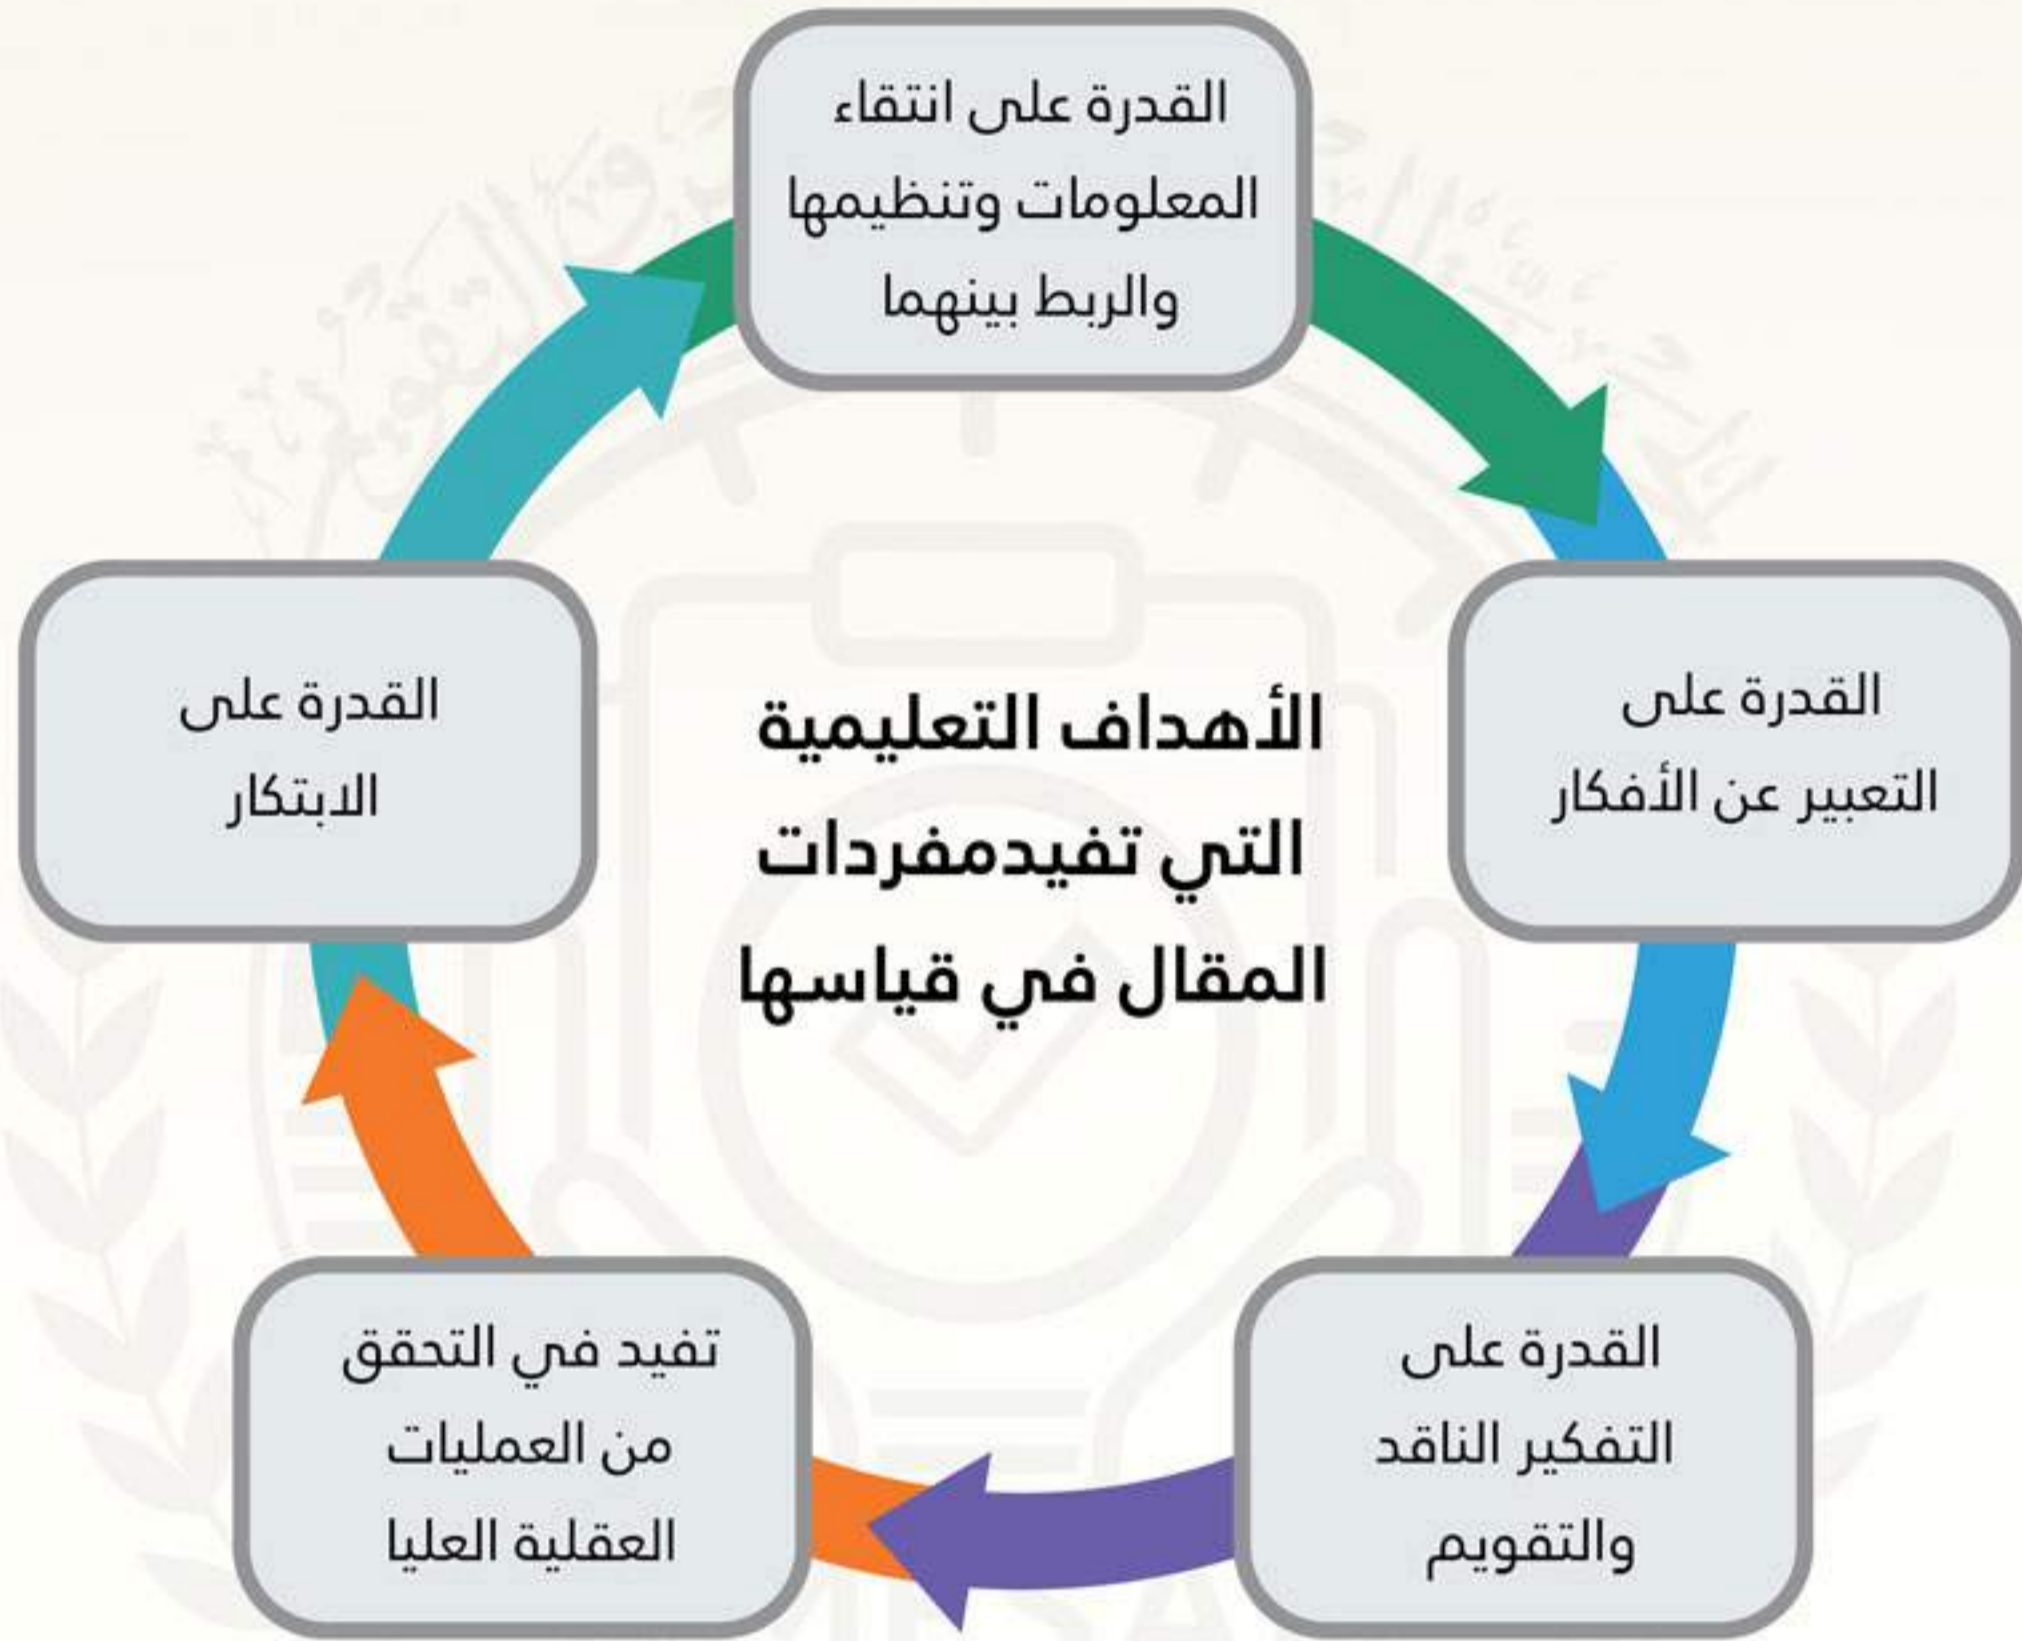 الأهداف التعليمية
التي تفيدمفردات
المقال في قياسها
القدرة على انتقاء
المعلومات وتنظيمها
والربط بينهما
القدرة على
التعبير عن الأفكار
القدرة على
التفكير الناقد
والتقويم
تفيد في التحقق
من العمليات
العقلية العليا
القدرة على
الابتكار